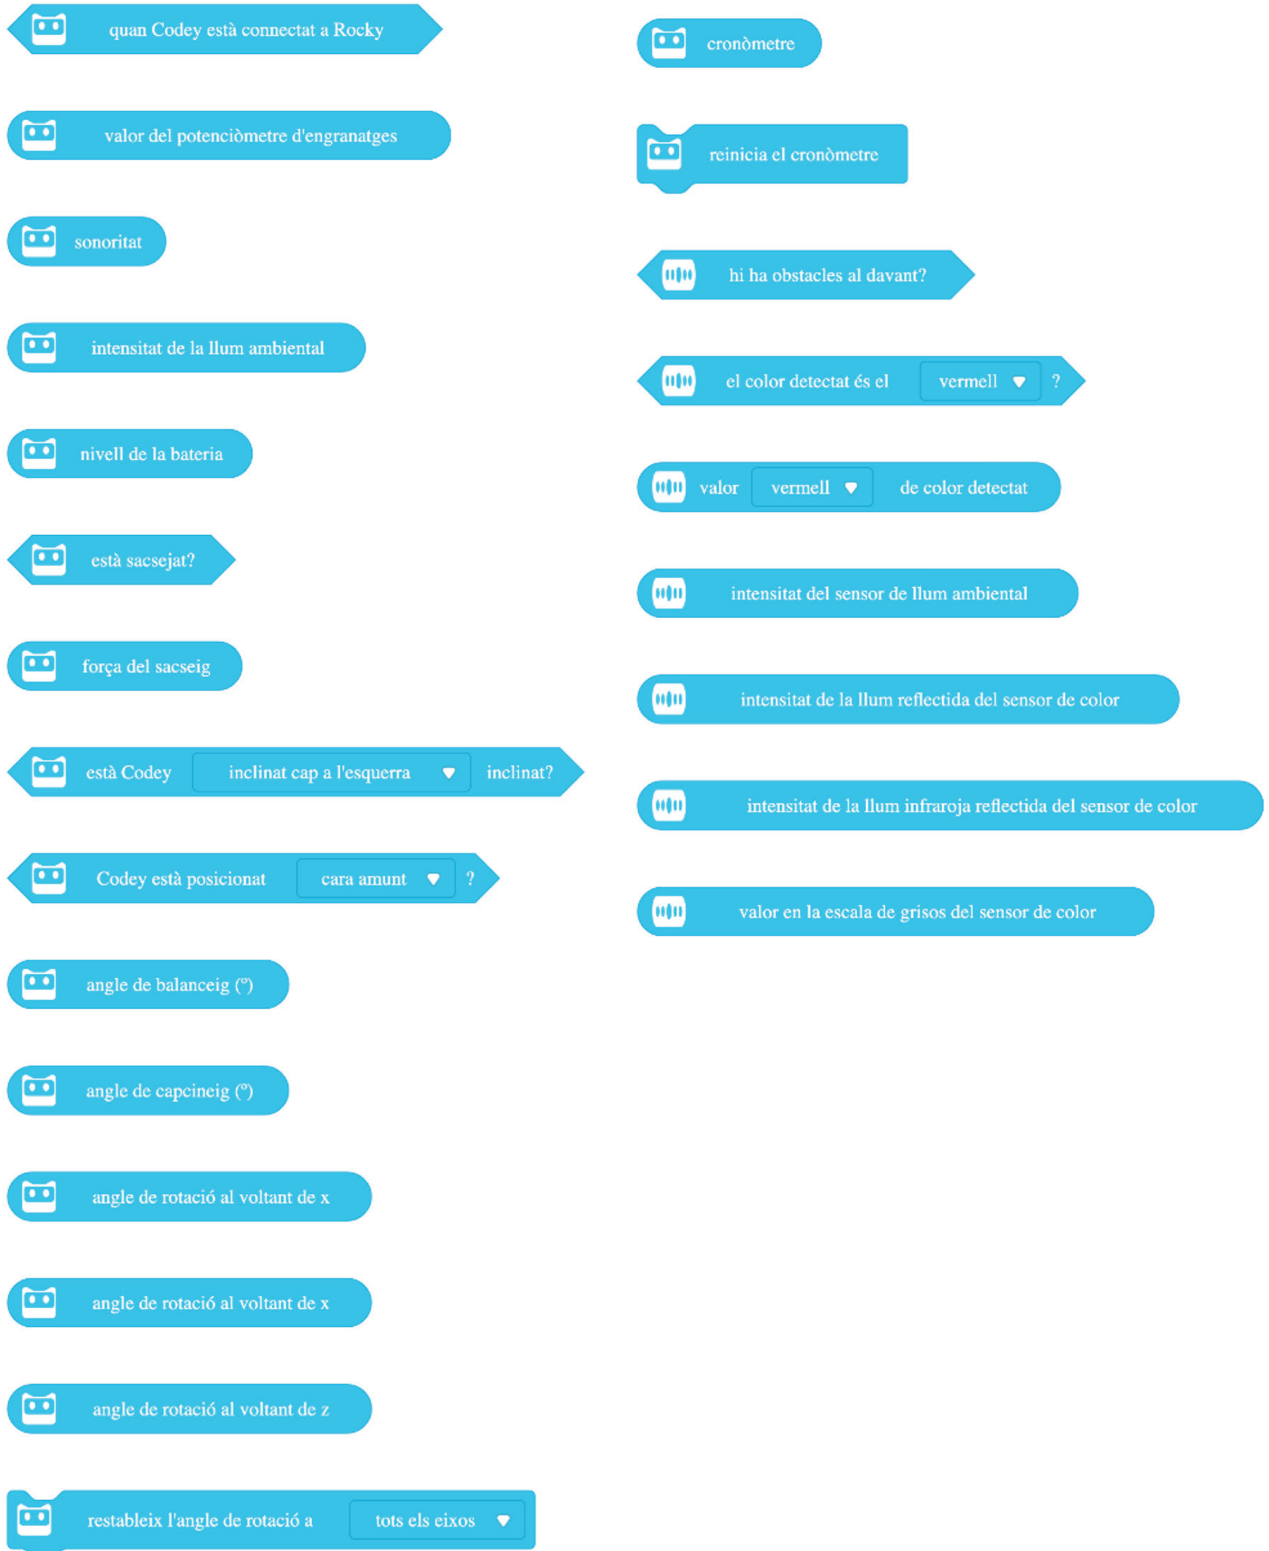 quan Codey està connectat a Rocky
valor del potenciòmetre d'engranatges
sonoritat
intensitat de la llum ambiental
nivell de la bateria
està sacsejat?
força del sacseig
està Codey inclinat cap a l'esquerra inclinat?
Codey està posicionat cara amunt ?
angle de balanceig (º)
angle de capcineig (º)
angle de rotació al voltant de x
angle de rotació al voltant de x
angle de rotació al voltant de z
restableix l'angle de rotació a tots els eixos
cronòmetre
reinicia el cronòmetre
hi ha obstacles al davant?
el color detectat és el vermell ?
valor vermell de color detectat
intensitat del sensor de llum ambiental
intensitat de la llum reflectida del sensor de color
intensitat de la llum infraroja reflectida del sensor de color
valor en la escala de grisos del sensor de color